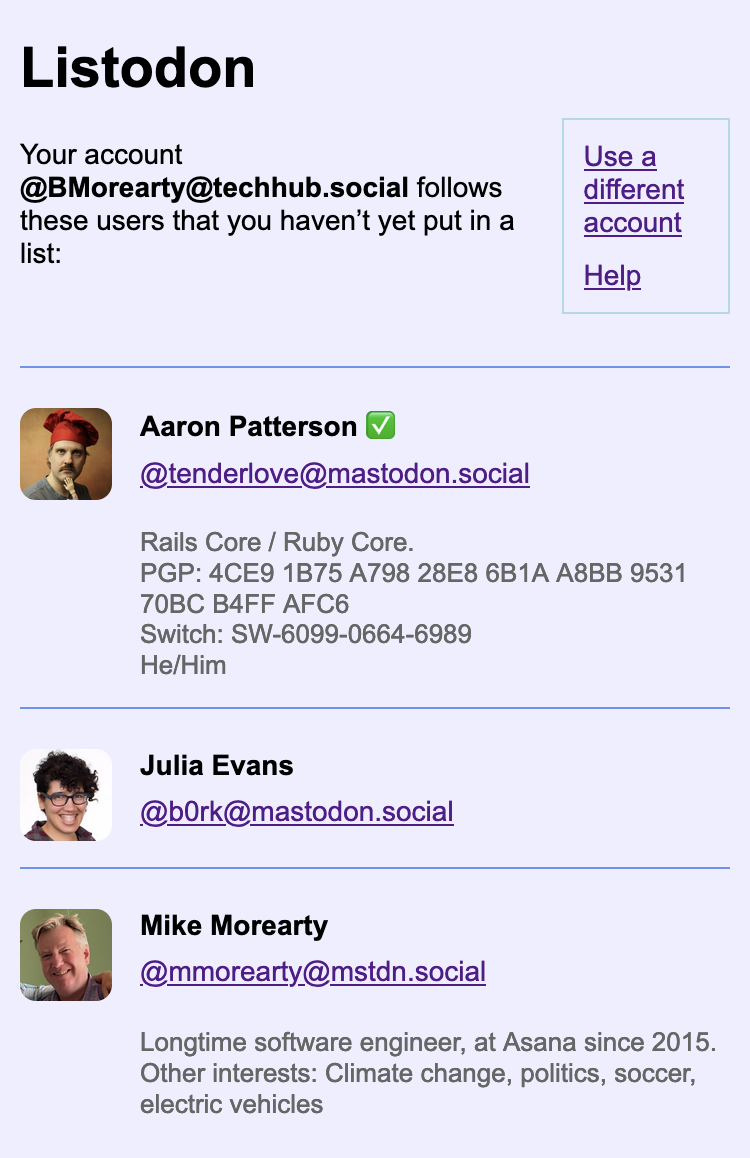 Listodon
Your account
@BMorearty@techhub.social follows
these users that you haven’t yet put in a
list:
Use a
different
account
Help
Aaron Patterson ✅
@tenderlove@mastodon.social
Rails Core / Ruby Core.
PGP: 4CE9 1B75 A798 28E8 6B1A A8BB 9531
70BC B4FF AFC6
Switch: SW-6099-0664-6989
He/Him
Julia Evans
@b0rk@mastodon.social
Mike Morearty
@mmorearty@mstdn.social
Longtime software engineer, at Asana since 2015.
Other interests: Climate change, politics, soccer,
electric vehicles